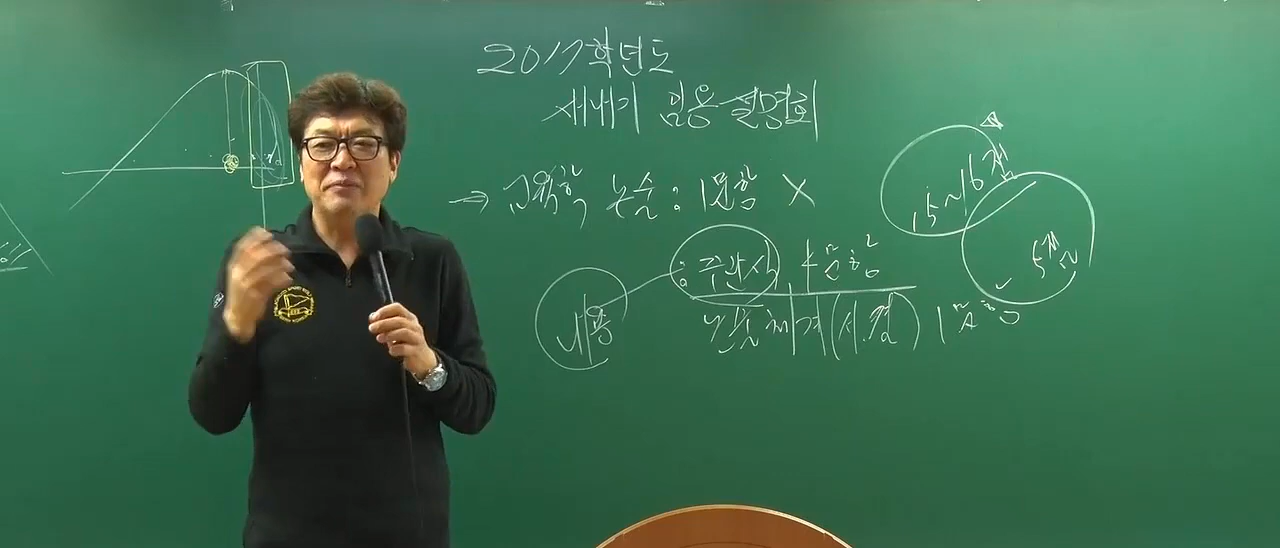 2017학년도
새내기 임용 설명회
→ 교육학 논술 : 1문항 X
: 주관식 4문항
내용
논술체계(서.결) 1문항
15~16점
5점